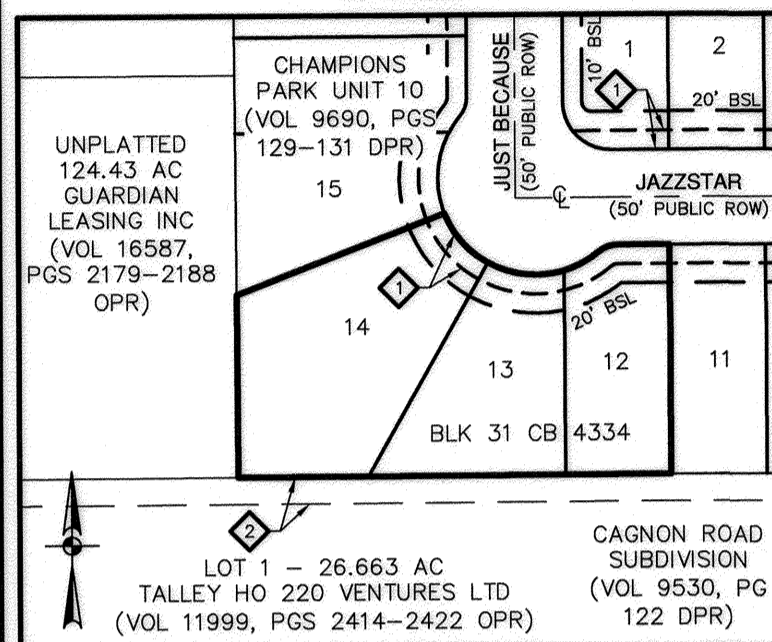 CHAMPIONS
PARK UNIT 10
(VOL 9690, PGS
129-131 DPR)
15
UNPLATTED
124.43 AC
GUARDIAN
LEASING INC
(VOL 16587,
PGS 2179-2188
OPR)
JUST BECAUSE
(50' PUBLIC ROW)
10' BSL
1
2
1
20' BSL
℄
JAZZSTAR
(50' PUBLIC ROW)
1
14
20' BSL
13
12
11
BLK 31 CB 4334
2
LOT 1 - 26.663 AC
TALLEY HO 220 VENTURES LTD
(VOL 11999, PGS 2414-2422 OPR)
CAGNON ROAD
SUBDIVISION
(VOL 9530, PG
122 DPR)